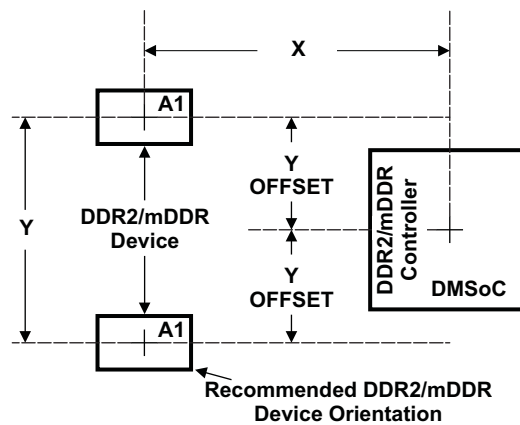 X
A1
Y
OFFSET
Y
DDR2/mDDR
Device
DDR2/mDDR
Controller
Y
OFFSET
DMSoC
A1
Recommended DDR2/mDDR
Device Orientation